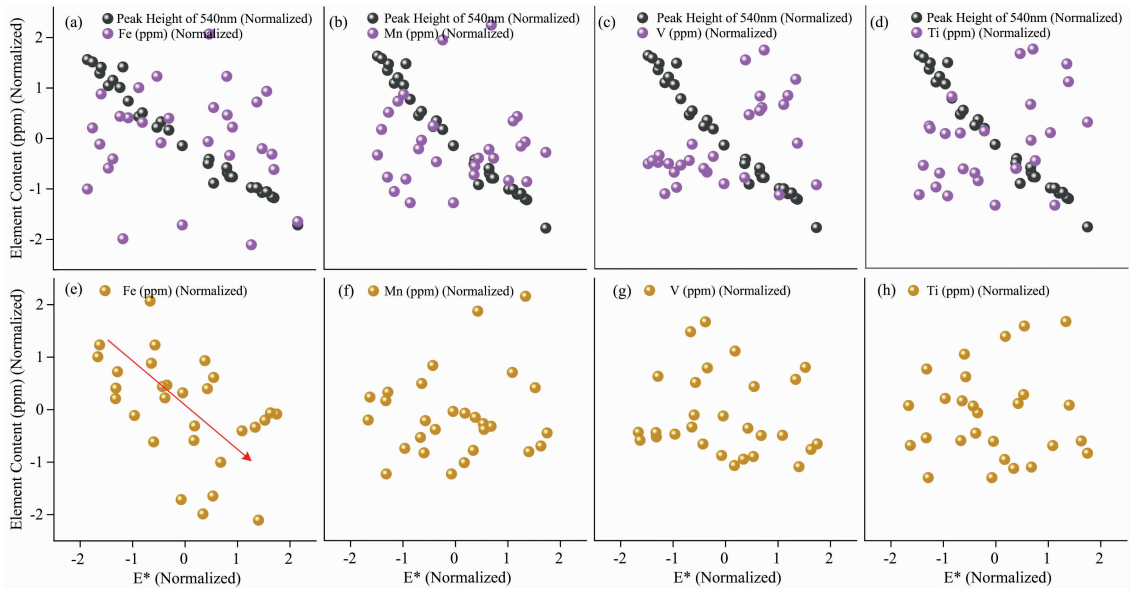 (a) Peak Height of 540nm (Normalized)
Fe (ppm) (Normalized)
(b) Peak Height of 540nm (Normalized)
Mn (ppm) (Normalized)
(c) Peak Height of 540nm (Normalized)
V (ppm) (Normalized)
(d) Peak Height of 540nm (Normalized)
Ti (ppm) (Normalized)
Element Content (ppm) (Normalized)
2
1
0
-1
-2
(e) Fe (ppm) (Normalized)
(f) Mn (ppm) (Normalized)
(g) V (ppm) (Normalized)
(h) Ti (ppm) (Normalized)
Element Content (ppm) (Normalized)
2
1
0
-1
-2
-2 -1 0 1 2
-2 -1 0 1 2
-2 -1 0 1 2
-2 -1 0 1 2
E* (Normalized)
E* (Normalized)
E* (Normalized)
E* (Normalized)